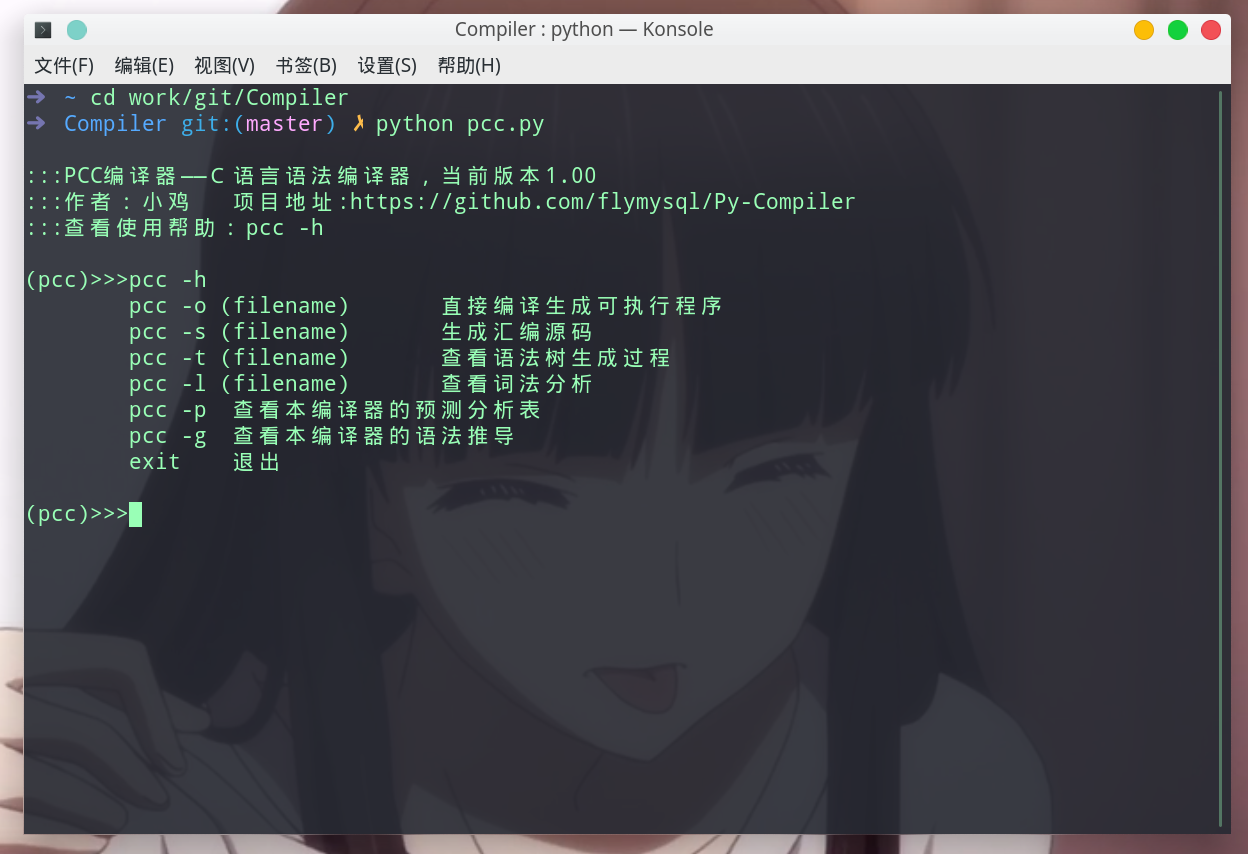 Compiler : python — Konsole
文件(F) 编辑(E) 视图(V) 书签(B) 设置(S) 帮助(H)
➜ ~ cd work/git/Compiler
➜ Compiler git:(master) ✗ python pcc.py
:::PCC编译器——C语言语法编译器，当前版本1.00
:::作者：小鸡 项目地址:https://github.com/flymysql/Py-Compiler
:::查看使用帮助：pcc -h
(pcc)>>>pcc -h
pcc -o (filename) 直接编译生成可执行程序
pcc -s (filename) 生成汇编源码
pcc -t (filename) 查看语法树生成过程
pcc -l (filename) 查看词法分析
pcc -p 查看本编译器的预测分析表
pcc -g 查看本编译器的语法推导
exit 退出
(pcc)>>>